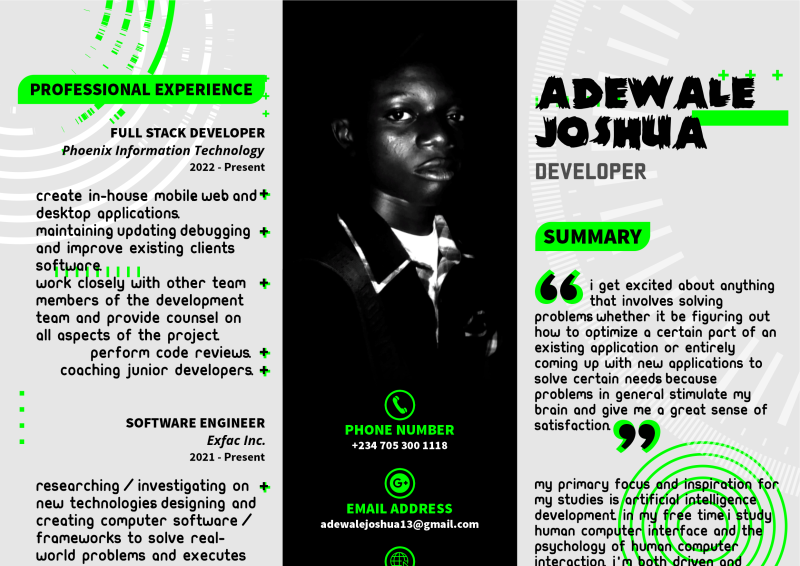 PROFESSIONAL EXPERIENCE
FULL STACK DEVELOPER
Phoenix Information Technology
2022 - Present
create in-house mobile web and
desktop applications.
maintaining updating debugging
and improve existing clients
software
work closely with other team
members of the development
team and provide counsel on
all aspects of the project.
perform code reviews.
coaching junior developers.
SOFTWARE ENGINEER
Exfac Inc.
2021 - Present
researching / investigating on
new technologies designing and
creating computer software /
frameworks to solve real-
world problems and executes
PHONE NUMBER
+234 705 300 1118
G+
EMAIL ADDRESS
adewalejoshua13@gmail.com
ADEWALE
JOSHUA
DEVELOPER
SUMMARY
“ i get excited about anything
that involves solving
problems whether it be figuring out
how to optimize a certain part of an
existing application or entirely
coming up with new applications to
solve certain needs because
problems in general stimulate my
brain and give me a great sense of
satisfaction. ”
my primary focus and inspiration for
my studies is artificial intelligence
development. in my free time i study
human computer interface and the
psychology of human computer
interaction. i'm both driven and